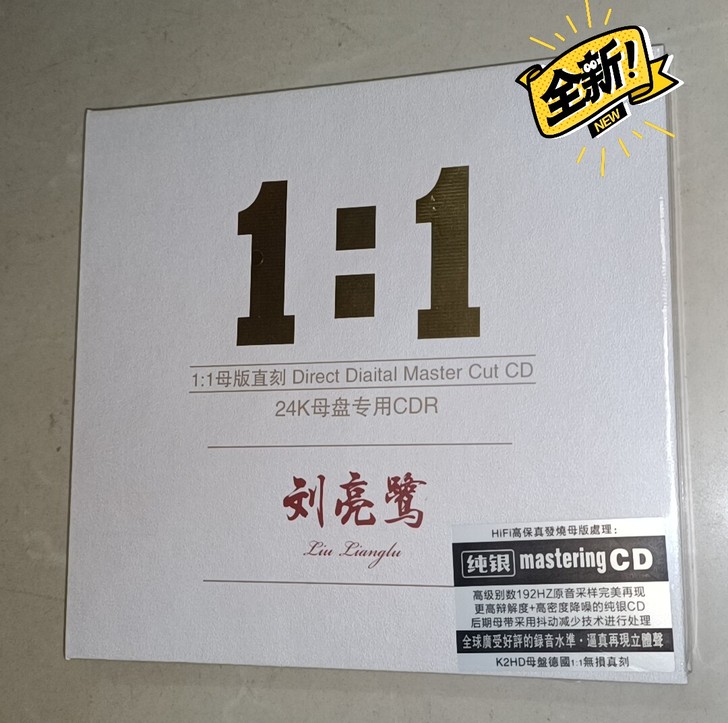 全新!
NEW
1:1
1:1母版直刻 Direct Diaital Master Cut CD
24K母盘专用CDR
刘亮鹭
Liu Lianglu
HiFi高保真發燒母版處理：
纯银 mastering CD
高级别数192HZ原音采样完美再现
更高辩解度+高密度降噪的纯银CD
后期母带采用抖动减少技术进行处理
全球廣受好評的録音水準·逼真再現立體聲
K2HD母盤德國1:1無損真刻